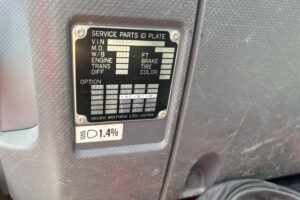 SERVICE PARTS ID PLATE
V.I.N
M.D.
W/B FT
ENGINE BRAKE
TRANS TIRE
DIFF COLOR
OPTION
ISUZU MOTORS LTD JAPAN
1.4%